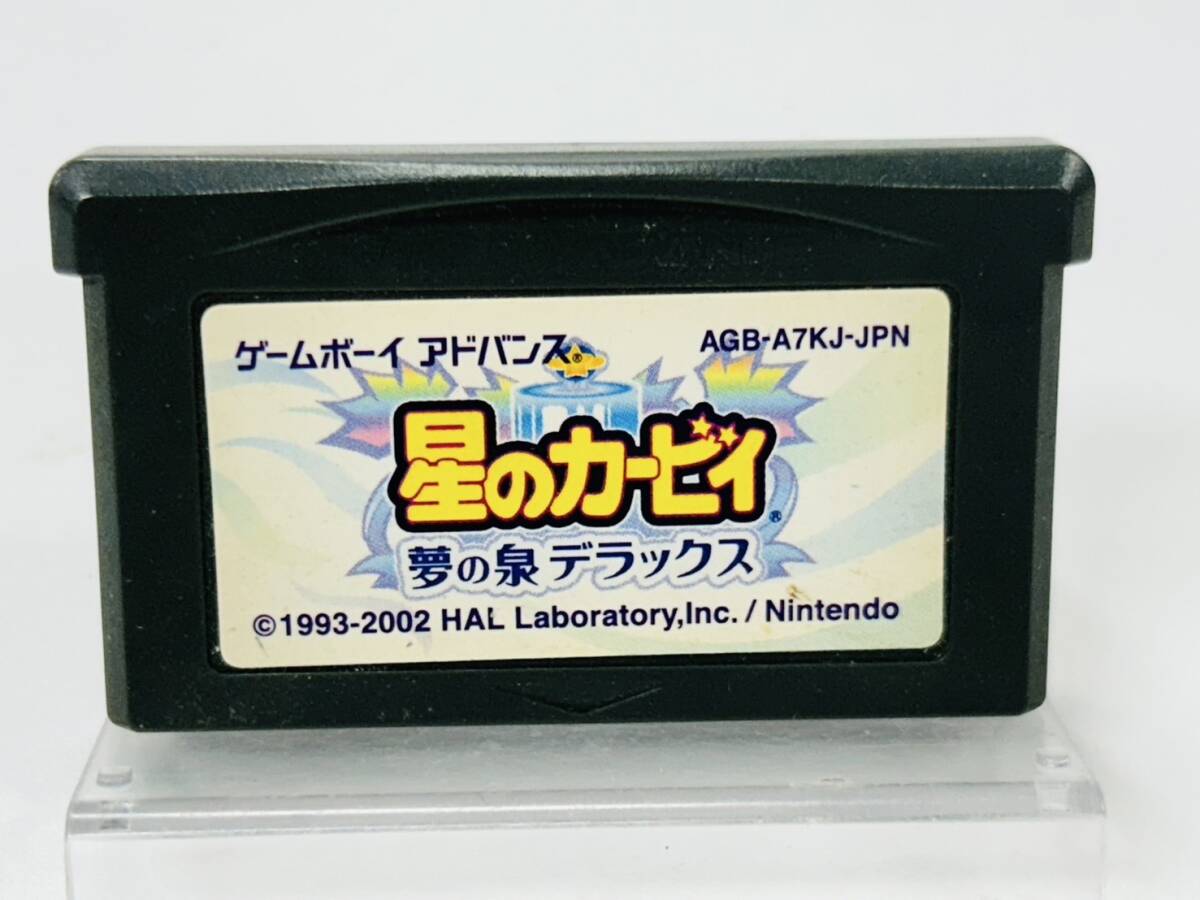 ゲームボーイ アドバンス®
AGB-A7KJ-JPN
星のカービィ®
夢の泉デラックス
©1993-2002 HAL Laboratory,Inc. / Nintendo